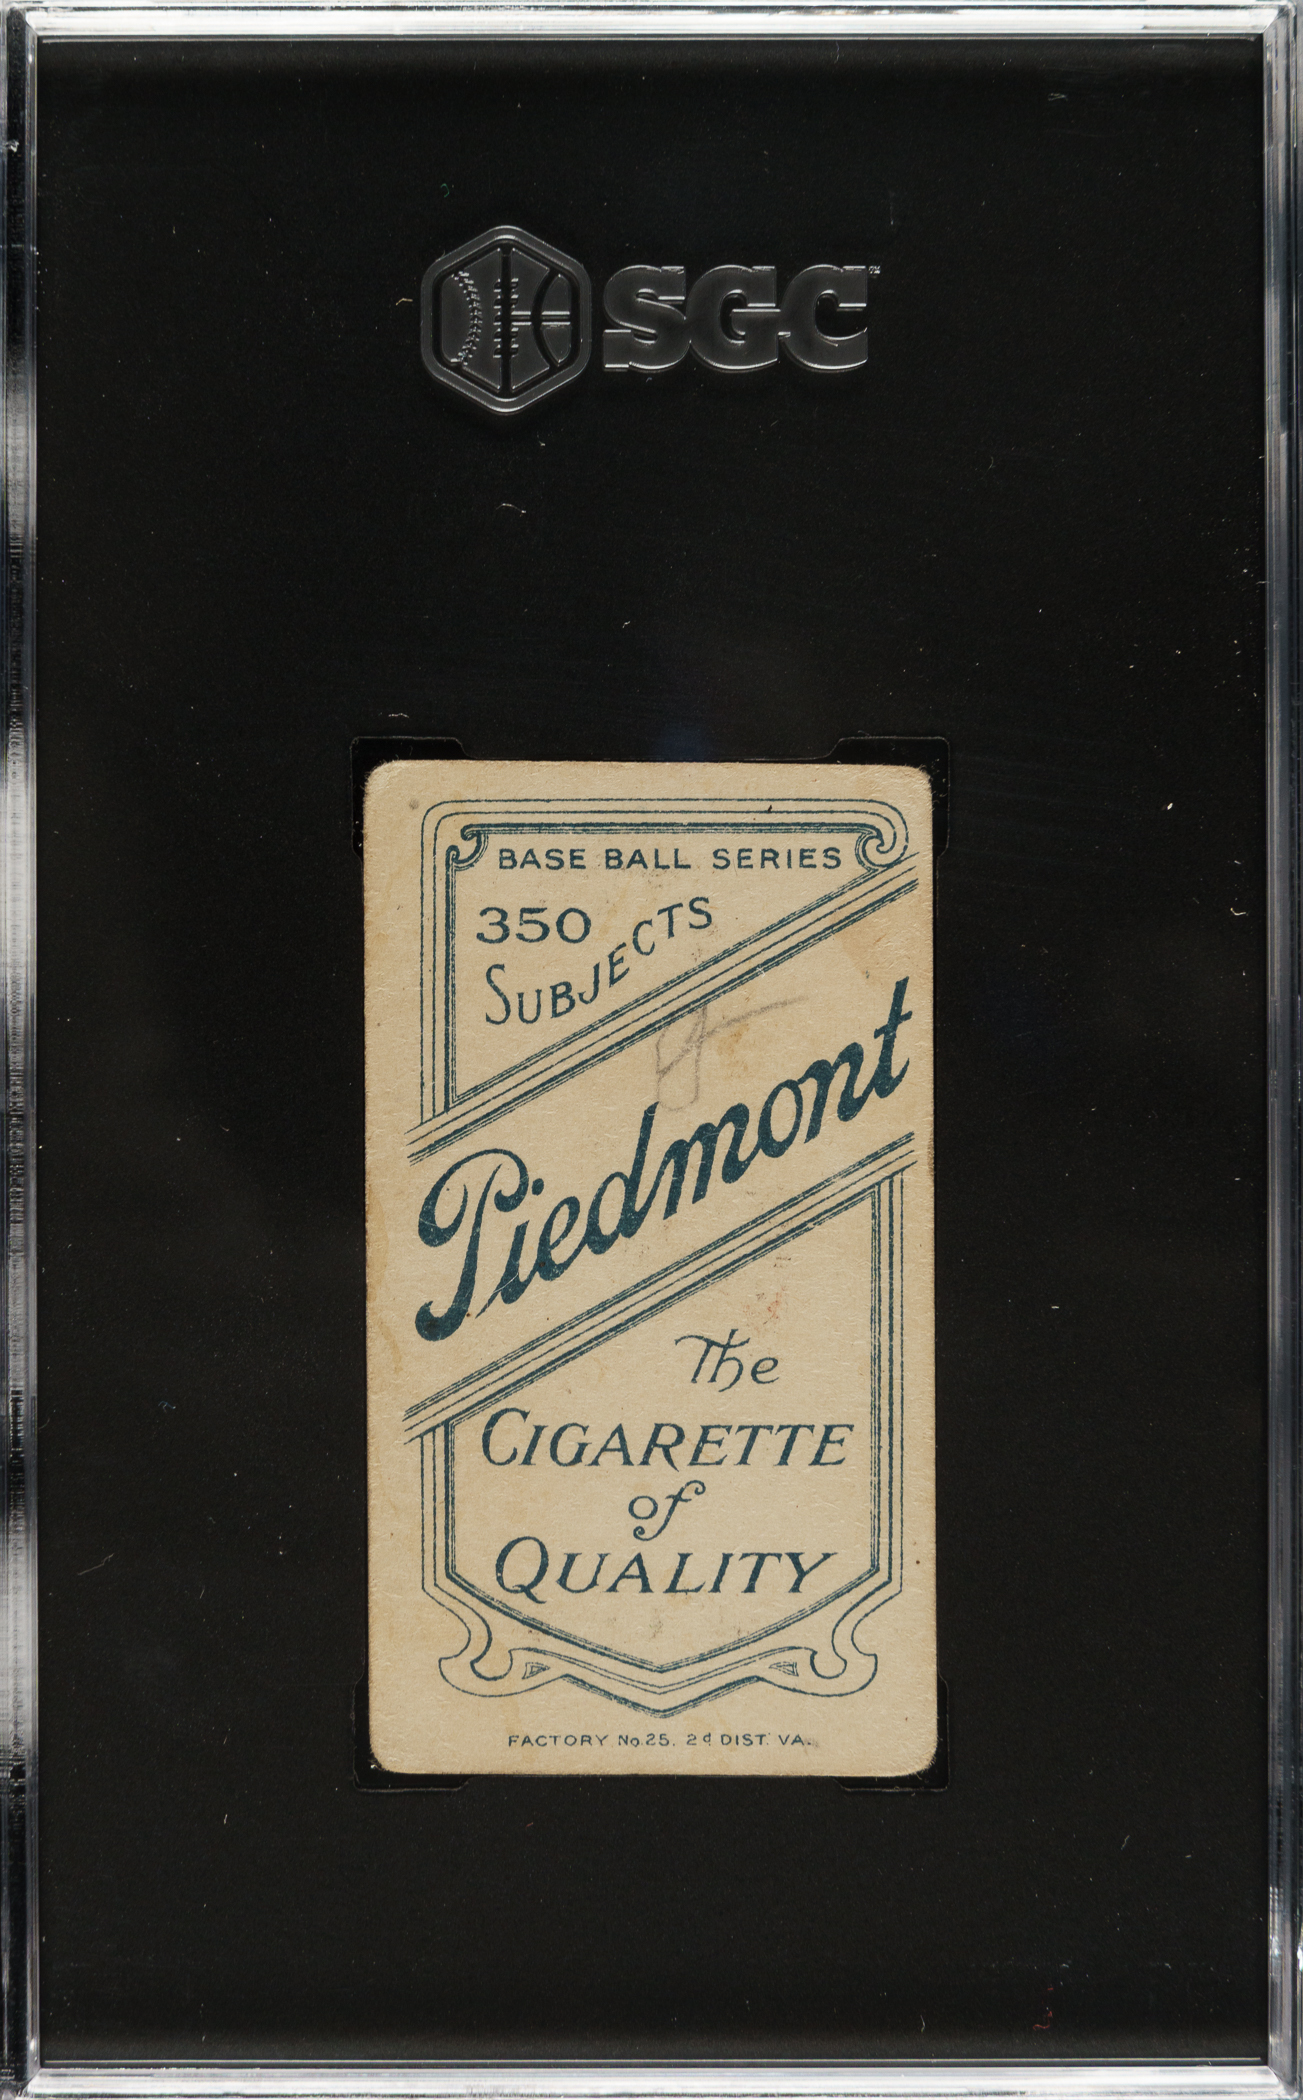 SGC
BASE BALL SERIES
350
SUBJECTS
Piedmont
The
CIGARETTE
of
QUALITY
FACTORY No. 25. 2d DIST. VA.